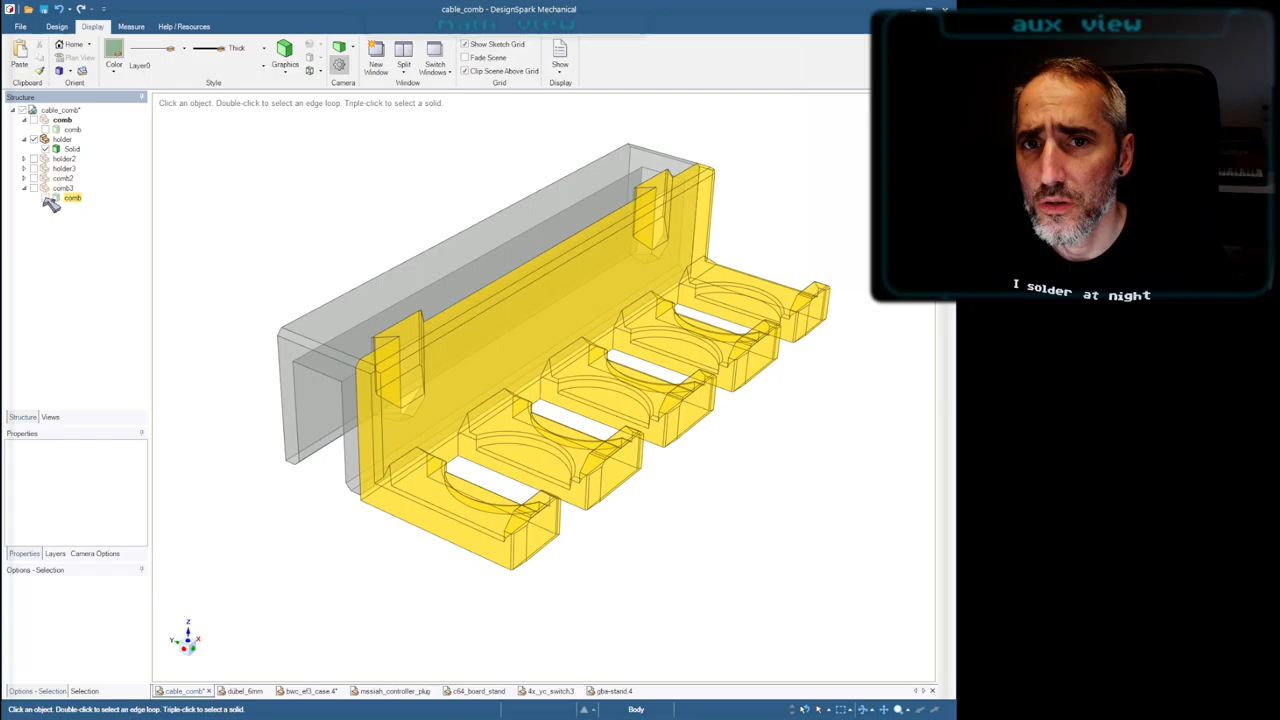 cable_comb - DesignSpark Mechanical
main view
aux view
File Design Display Measure Help / Resources
Home
Plan View
Paste
Color
Layer0
Thick
Graphics
New Window
Split
Switch Windows
Show Sketch Grid
Fade Scene
Clip Scene Above Grid
Show
Clipboard Orient Style Camera Window Grid Display
Structure
Click an object. Double-click to select an edge loop. Triple-click to select a solid.
cable_comb*
comb
comb
holder
Solid
holder2
holder3
comb2
comb3
comb
I solder at night
Structure Views
Properties
Properties Layers Camera Options
Options - Selection
Z
Y X
Options - Selection Selection
cable_comb* dübel_6mm bwc_ef3_case.4* mssiah_controller_plug c64_board_stand 4x_yc_switch3 gba-stand.4
Click an object. Double-click to select an edge loop. Triple-click to select a solid. Body